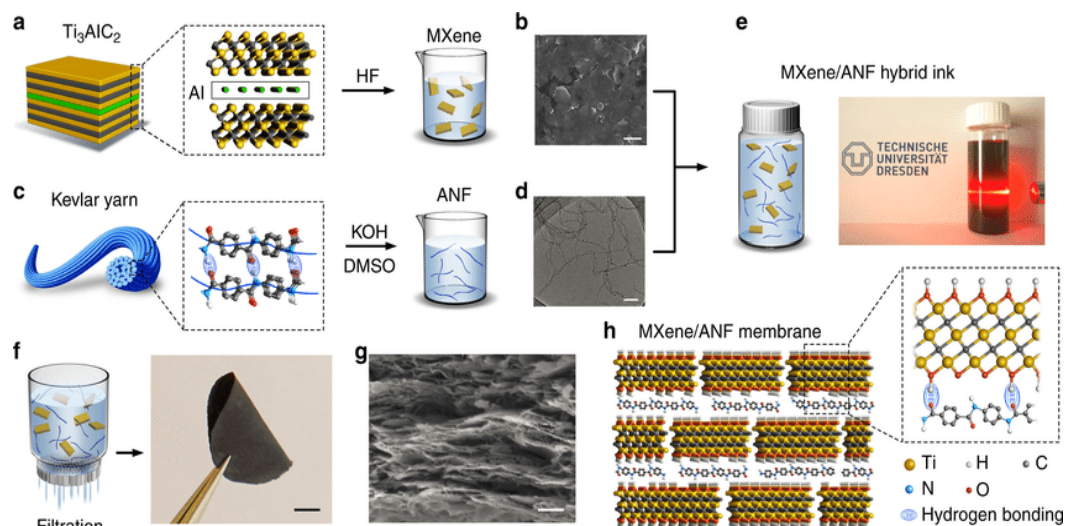 a
Ti₃AlC₂
Al
HF
MXene
b
e
MXene/ANF hybrid ink
TECHNISCHE
UNIVERSITÄT
DRESDEN
c
Kevlar yarn
KOH
DMSO
ANF
d
f
Filtration
g
h
MXene/ANF membrane
Ti
H
C
N
O
Hydrogen bonding